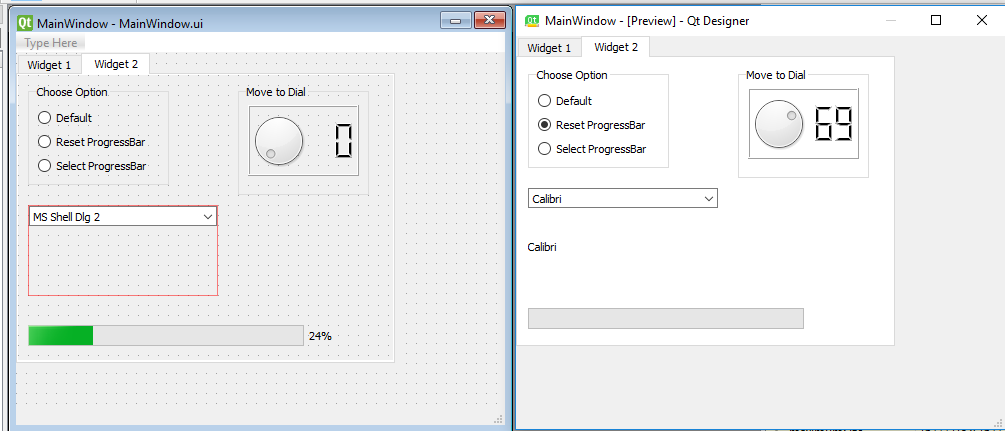 MainWindow - MainWindow.ui
Type Here
Widget 1
Widget 2
Choose Option
Default
Reset ProgressBar
Select ProgressBar
Move to Dial
0
MS Shell Dlg 2
24%
MainWindow - [Preview] - Qt Designer
Widget 1
Widget 2
Choose Option
Default
Reset ProgressBar
Select ProgressBar
Move to Dial
69
Calibri
Calibri